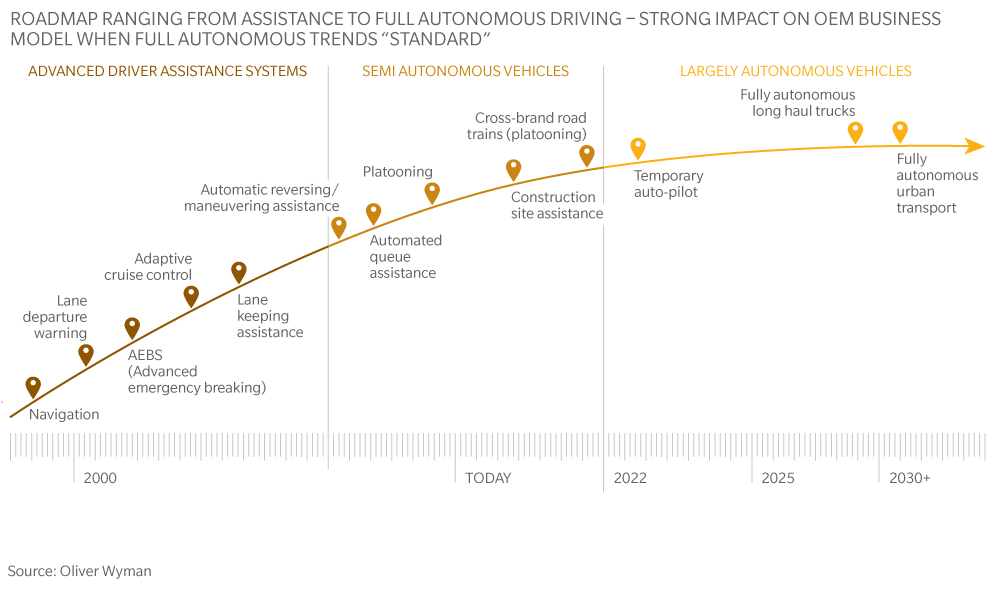 ROADMAP RANGING FROM ASSISTANCE TO FULL AUTONOMOUS DRIVING – STRONG IMPACT ON OEM BUSINESS
MODEL WHEN FULL AUTONOMOUS TRENDS “STANDARD”
ADVANCED DRIVER ASSISTANCE SYSTEMS
SEMI AUTONOMOUS VEHICLES
LARGELY AUTONOMOUS VEHICLES
Navigation
Lane
departure
warning
AEBS
(Advanced
emergency breaking)
Adaptive
cruise control
Lane
keeping
assistance
Automatic reversing/
maneuvering assistance
Automated
queue
assistance
Platooning
Construction
site assistance
Cross-brand road
trains (platooning)
Temporary
auto-pilot
Fully autonomous
long haul trucks
Fully
autonomous
urban
transport
2000
TODAY
2022
2025
2030+
Source: Oliver Wyman